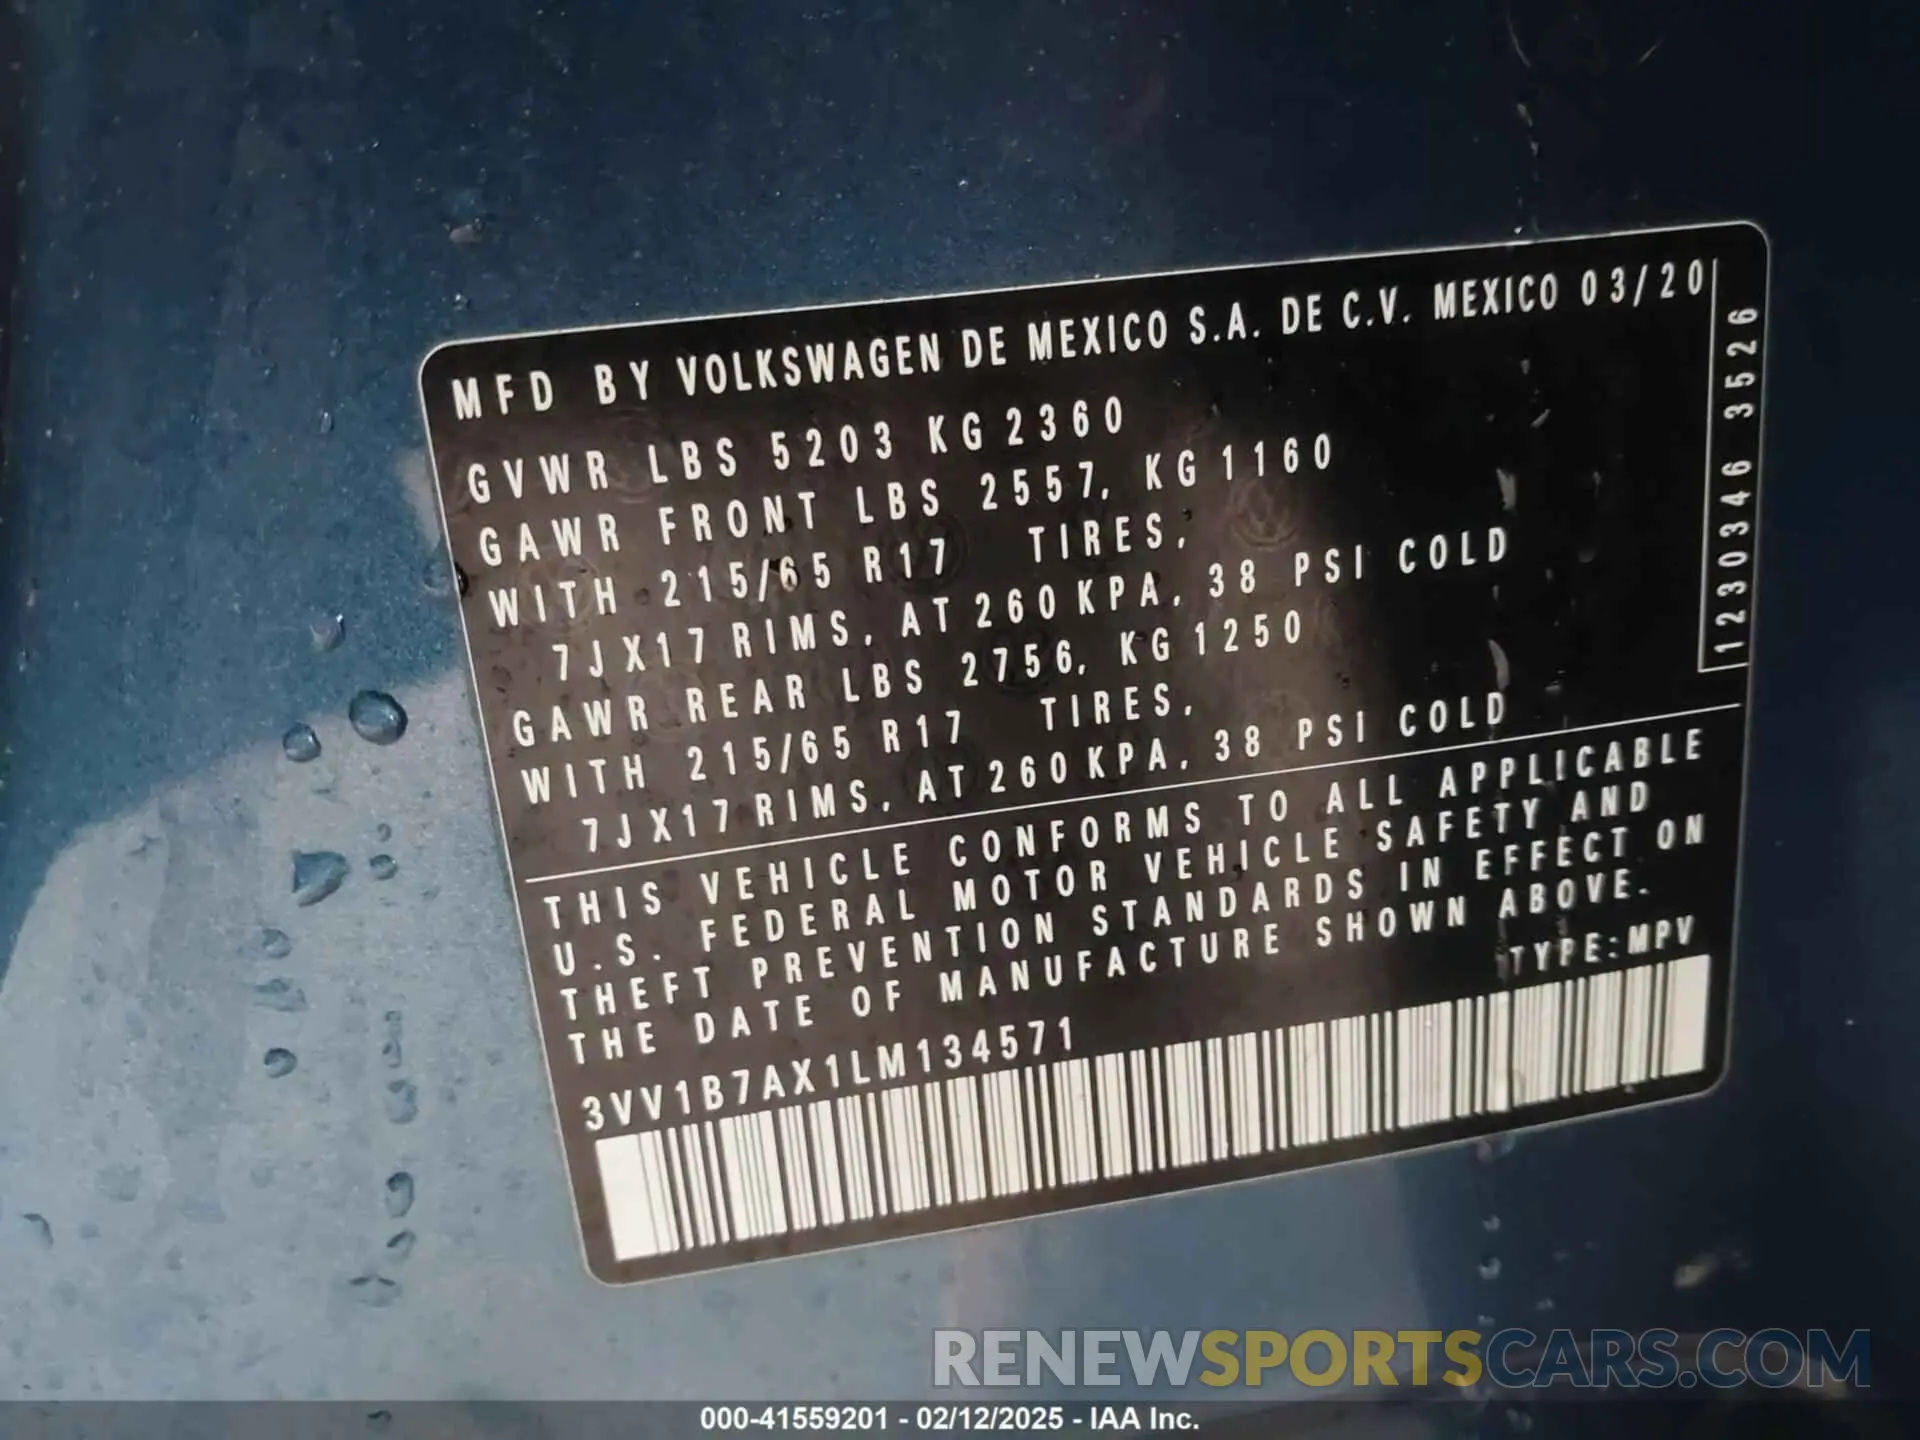 MFD BY VOLKSWAGEN DE MEXICO S.A. DE C.V. MEXICO 03/20
GVWR LBS 5203 KG 2360
GAWR FRONT LBS 2557, KG 1160
WITH 215/65 R17 TIRES,
7JX17 RIMS, AT 260 KPA, 38 PSI COLD
GAWR REAR LBS 2756, KG 1250
WITH 215/65 R17 TIRES,
7JX17 RIMS, AT 260 KPA, 38 PSI COLD
1230346 3526
THIS VEHICLE CONFORMS TO ALL APPLICABLE
U.S. FEDERAL MOTOR VEHICLE SAFETY AND
THEFT PREVENTION STANDARDS IN EFFECT ON
THE DATE OF MANUFACTURE SHOWN ABOVE.
TYPE:MPV
3VV1B7AX1LM134571
RENEWSPORTSCARS.COM
000-41559201 - 02/12/2025 - IAA Inc.